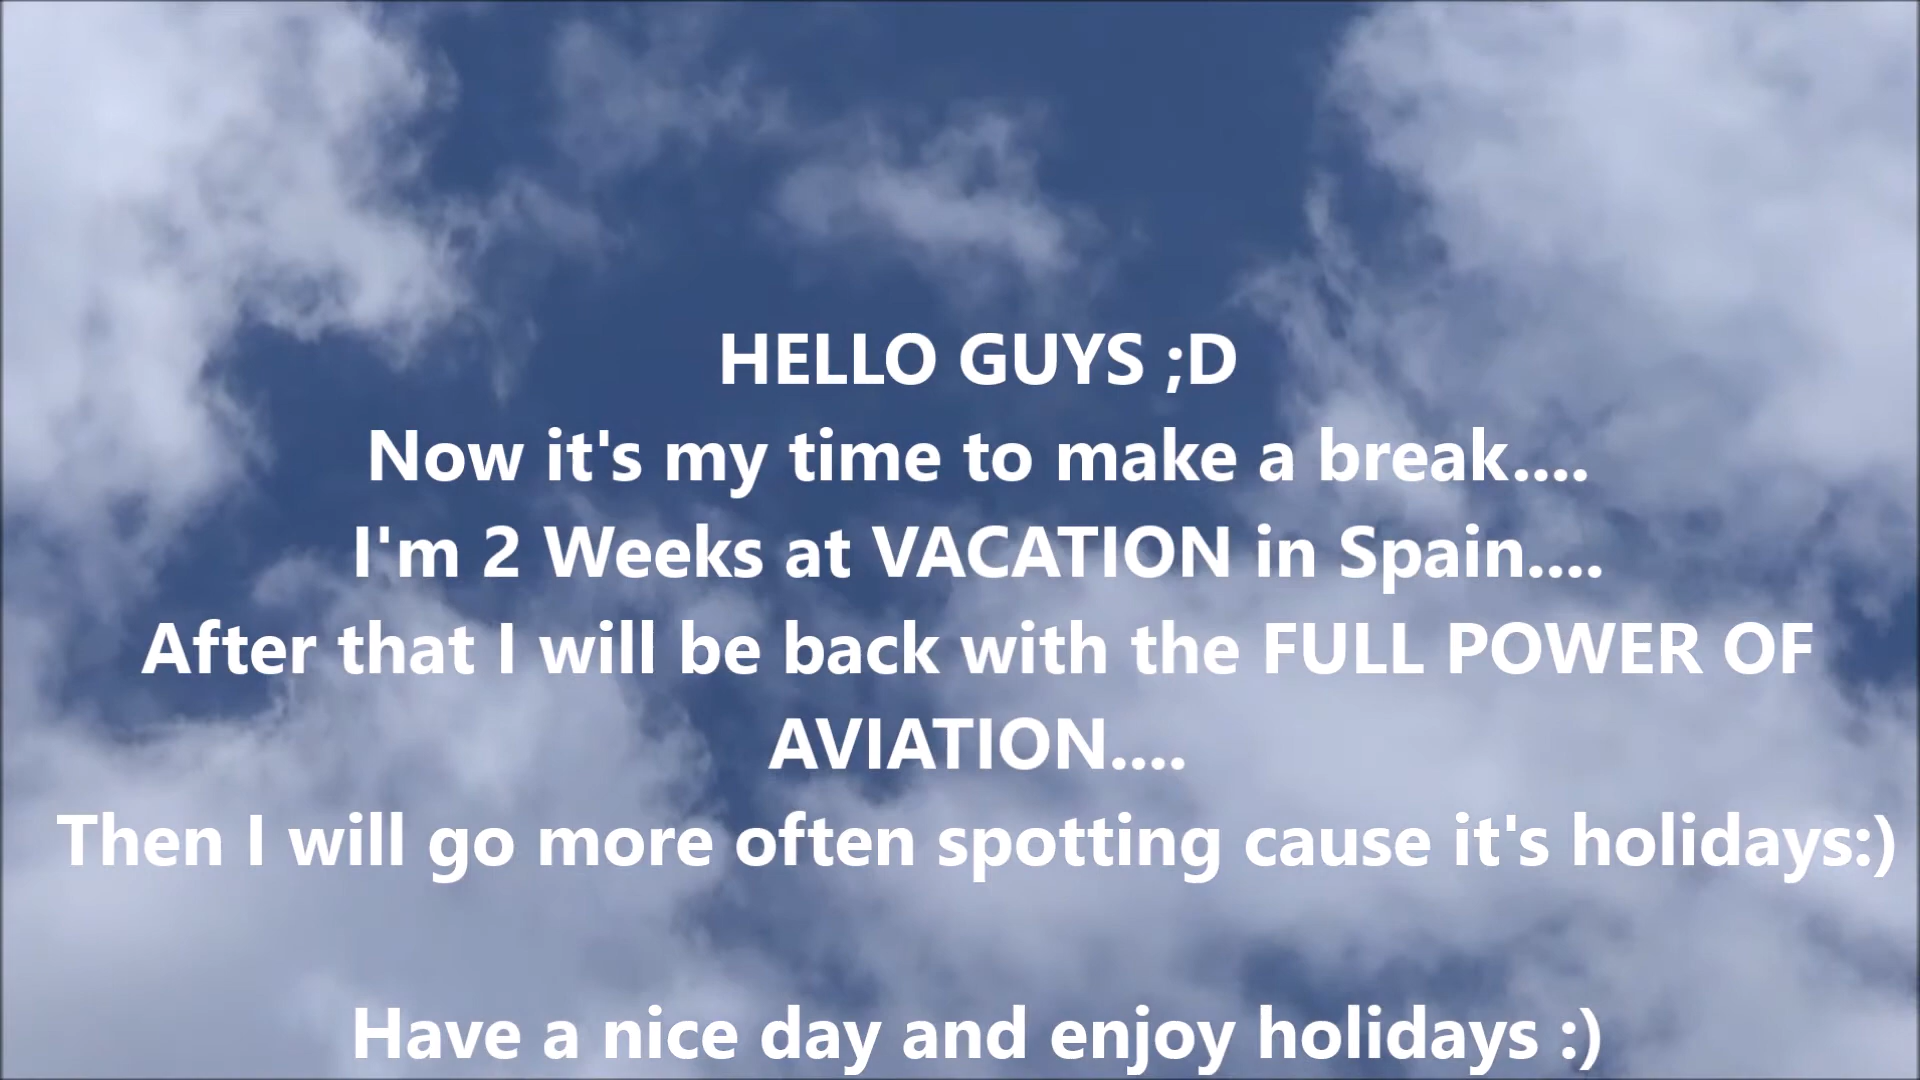 HELLO GUYS ;D
Now it's my time to make a break....
I'm 2 Weeks at VACATION in Spain....
After that I will be back with the FULL POWER OF
AVIATION....
Then I will go more often spotting cause it's holidays:)
Have a nice day and enjoy holidays :)